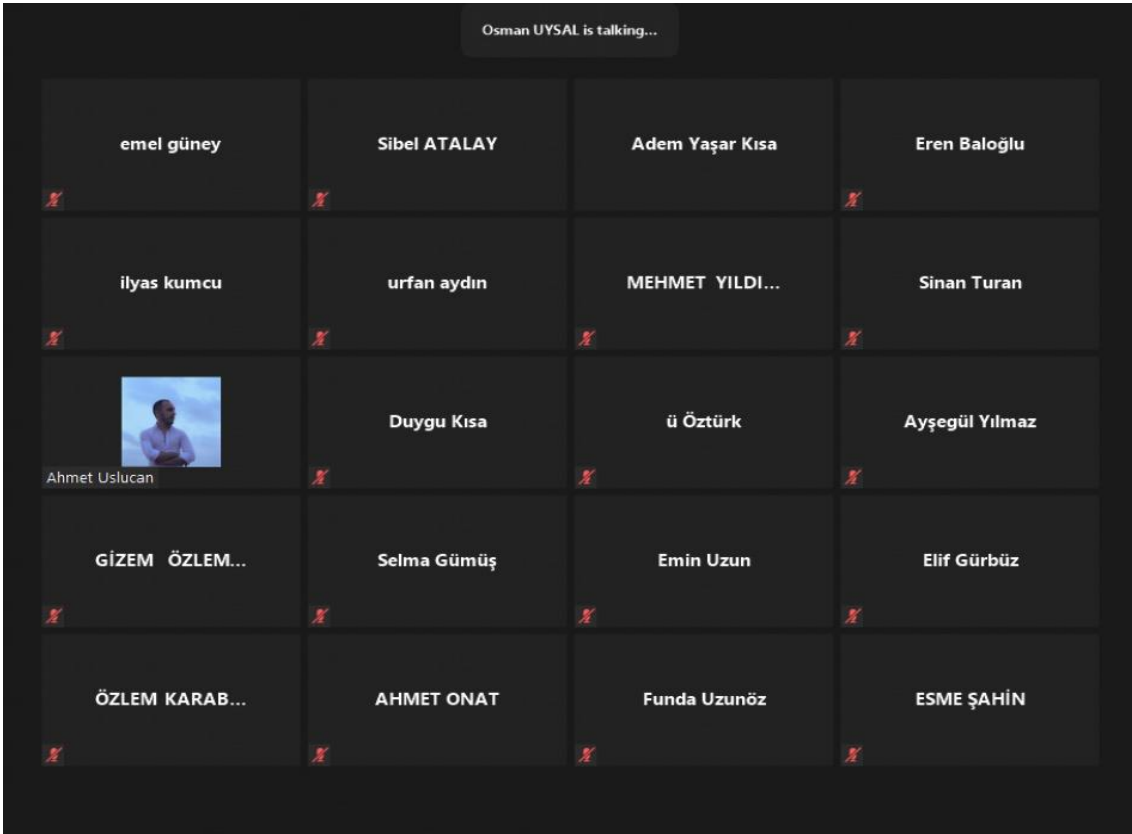 Osman UYSAL is talking...
emel güney
Sibel ATALAY
Adem Yaşar Kısa
Eren Baloğlu
ilyas kumcu
urfan aydın
MEHMET YILDI...
Sinan Turan
Ahmet Uslucan
Duygu Kısa
ü Öztürk
Ayşegül Yılmaz
GİZEM ÖZLEM...
Selma Gümüş
Emin Uzun
Elif Gürbüz
ÖZLEM KARAB...
AHMET ONAT
Funda Uzunöz
ESME ŞAHİN